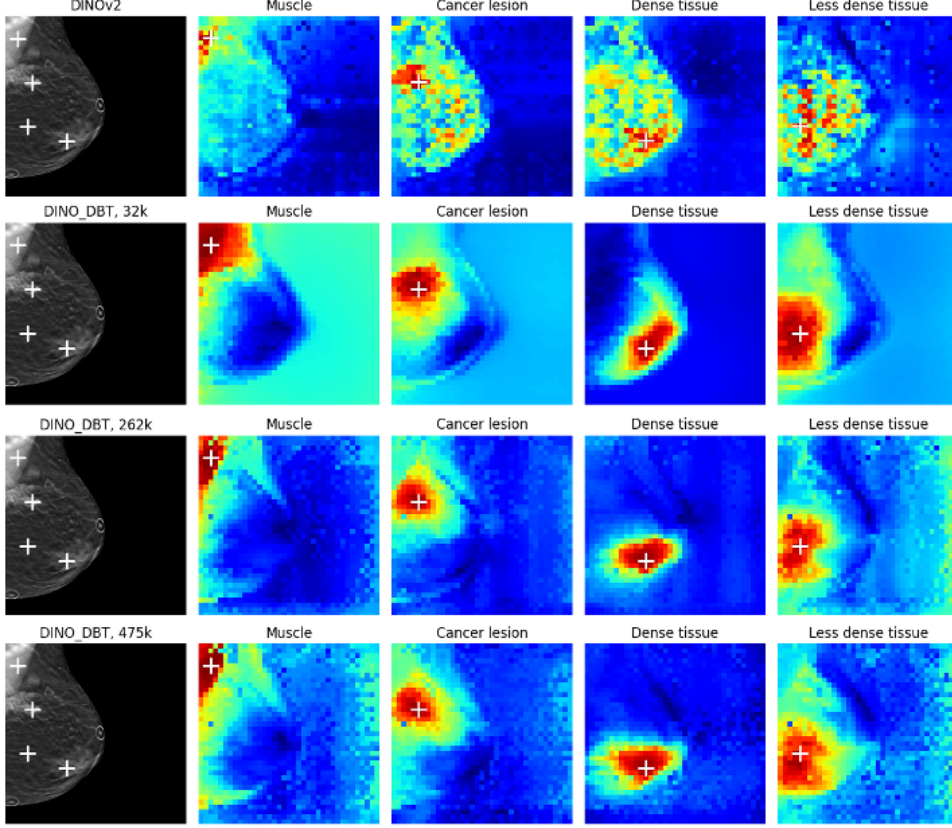 DINOv2 Muscle Cancer lesion Dense tissue Less dense tissue
DINO_DBT, 32k Muscle Cancer lesion Dense tissue Less dense tissue
DINO_DBT, 262k Muscle Cancer lesion Dense tissue Less dense tissue
DINO_DBT, 475k Muscle Cancer lesion Dense tissue Less dense tissue